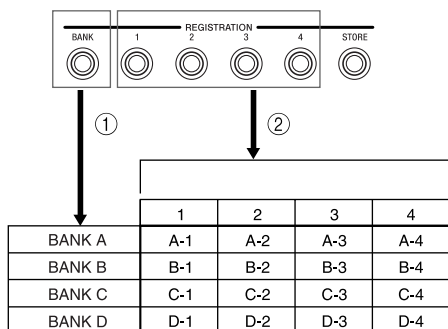 REGISTRATION
BANK 1 2 3 4 STORE
① ②
1 2 3 4
BANK A A-1 A-2 A-3 A-4
BANK B B-1 B-2 B-3 B-4
BANK C C-1 C-2 C-3 C-4
BANK D D-1 D-2 D-3 D-4